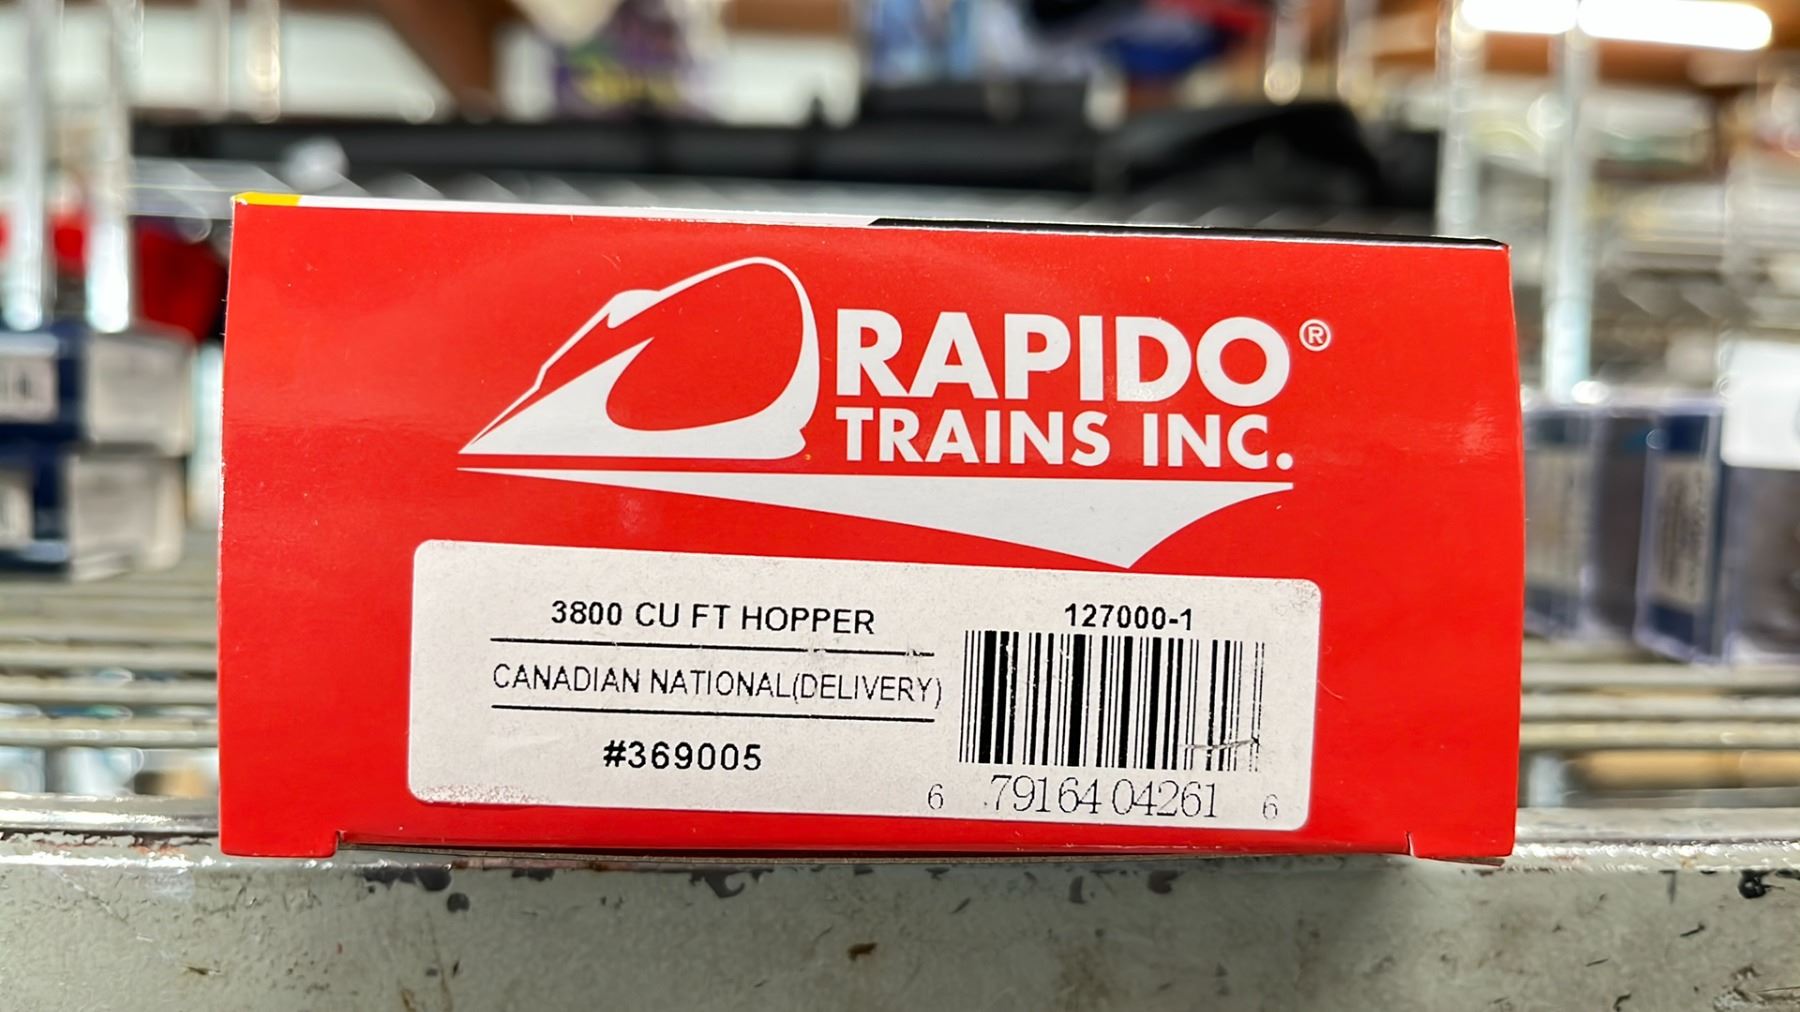 RAPIDO®
TRAINS INC.
3800 CU FT HOPPER
CANADIAN NATIONAL(DELIVERY)
#369005
127000-1
6 79164 04261 6